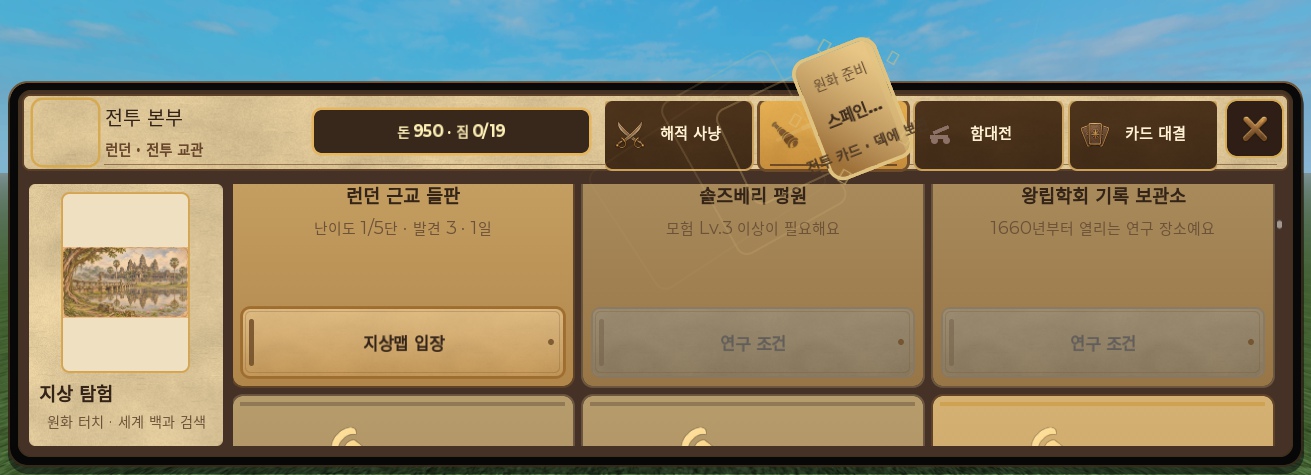 원화 준비
스페인...
전투 카드 · 덱에 보
전투 본부
런던 · 전투 교관
돈 950 · 짐 0/19
해적 사냥
함대전
카드 대결
런던 근교 들판
난이도 1/5단 · 발견 3 · 1일
지상맵 입장
솔즈베리 평원
모험 Lv.3 이상이 필요해요
연구 조건
왕립학회 기록 보관소
1660년부터 열리는 연구 장소예요
연구 조건
지상 탐험
원화 터치 · 세계 백과 검색